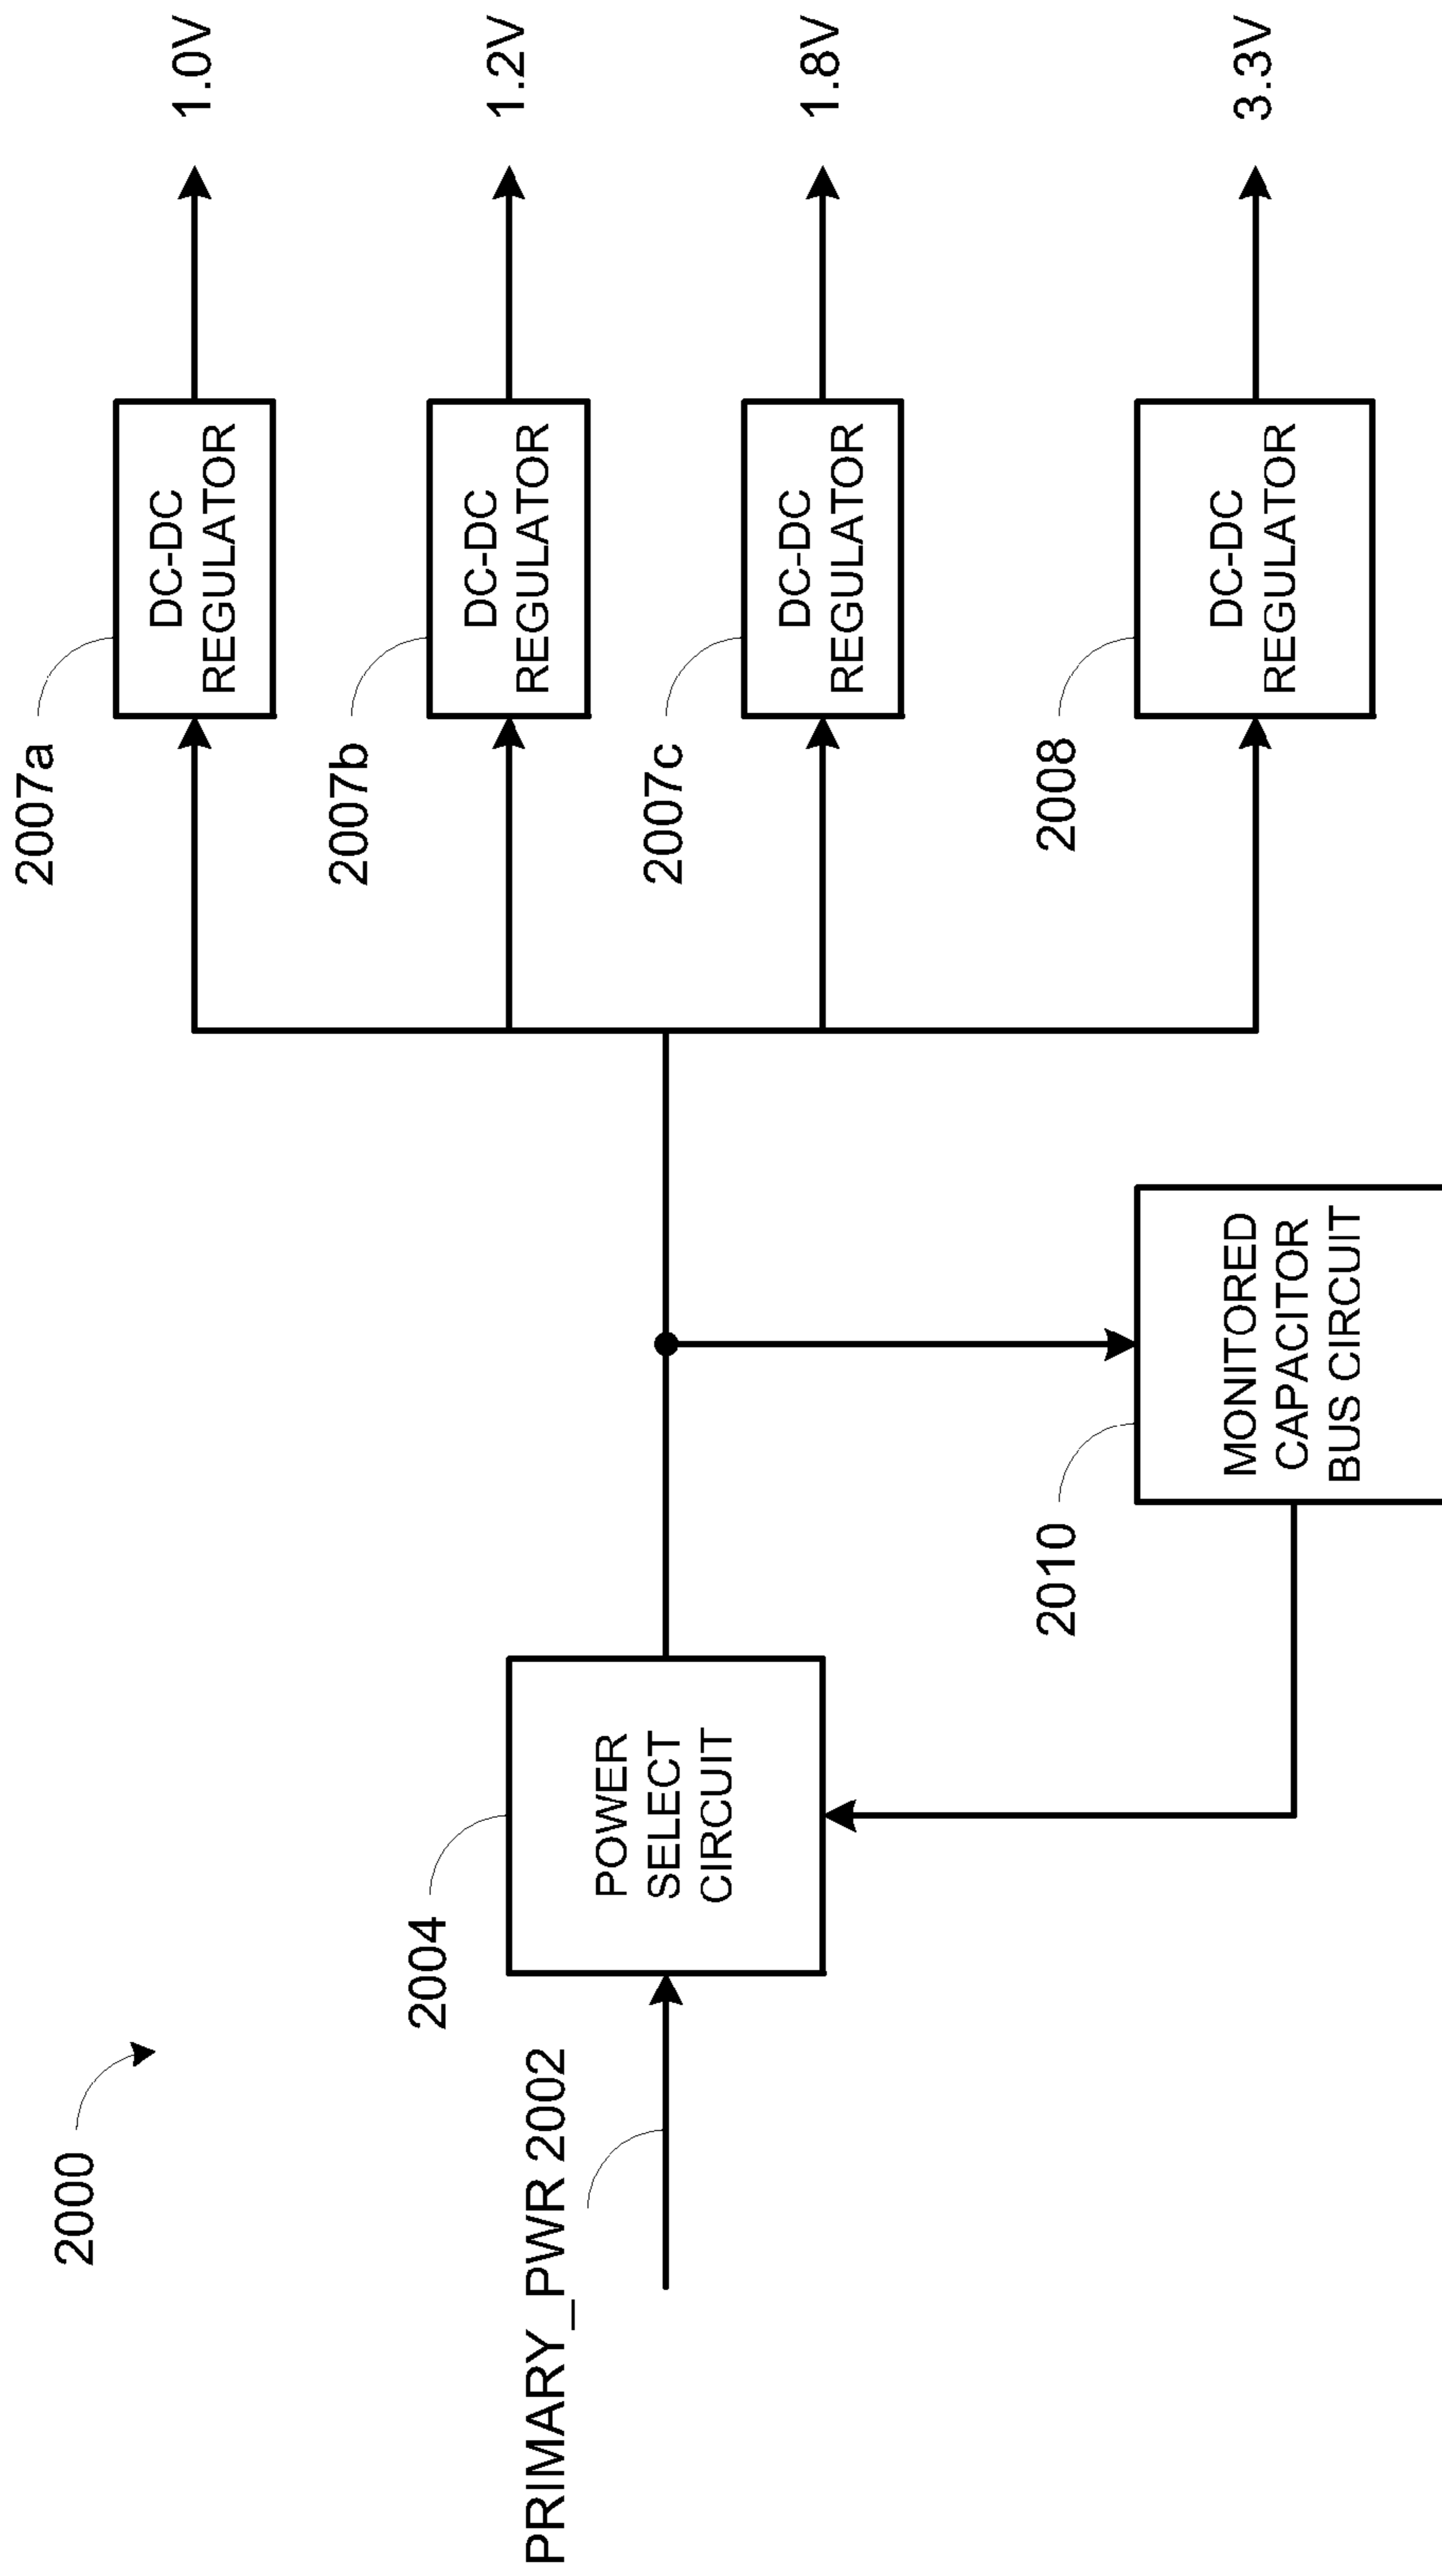 2000
PRIMARY_PWR 2002
2004
POWER
SELECT
CIRCUIT
2010
MONITORED
CAPACITOR
BUS CIRCUIT
2007a
DC-DC
REGULATOR
1.0V
2007b
DC-DC
REGULATOR
1.2V
2007c
DC-DC
REGULATOR
1.8V
2008
DC-DC
REGULATOR
3.3V